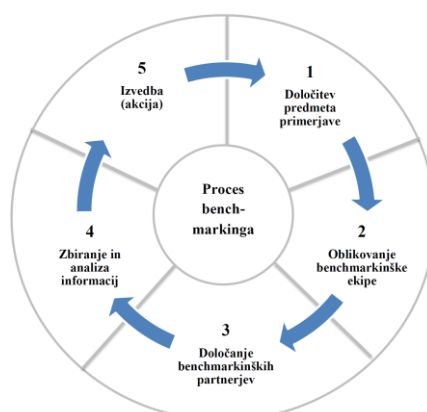 5
Izvedba
(akcija)
1
Določitev
predmeta
primerjave
Proces
bench-
markinga
2
Oblikovanje
benchmarkinške
ekipe
3
Določanje
benchmarkinških
partnerjev
4
Zbiranje in
analiza
informacij